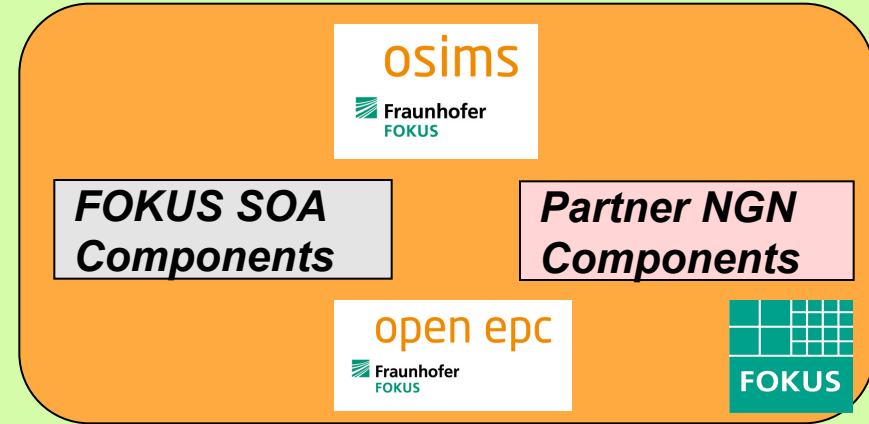 osims
Fraunhofer
FOKUS
FOKUS SOA
Components
Partner NGN
Components
open epc
Fraunhofer
FOKUS
FOKUS